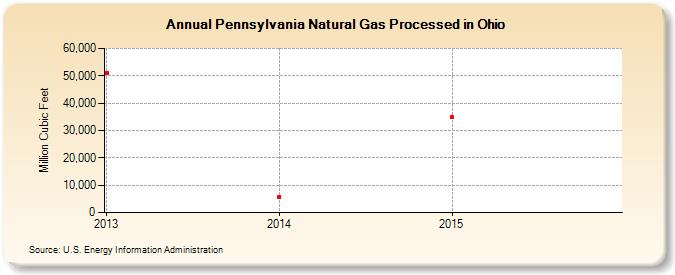 Annual Pennsylvania Natural Gas Processed in Ohio
Million Cubic Feet
60,000
50,000
40,000
30,000
20,000
10,000
0
2013 2014 2015
Source: U.S. Energy Information Administration